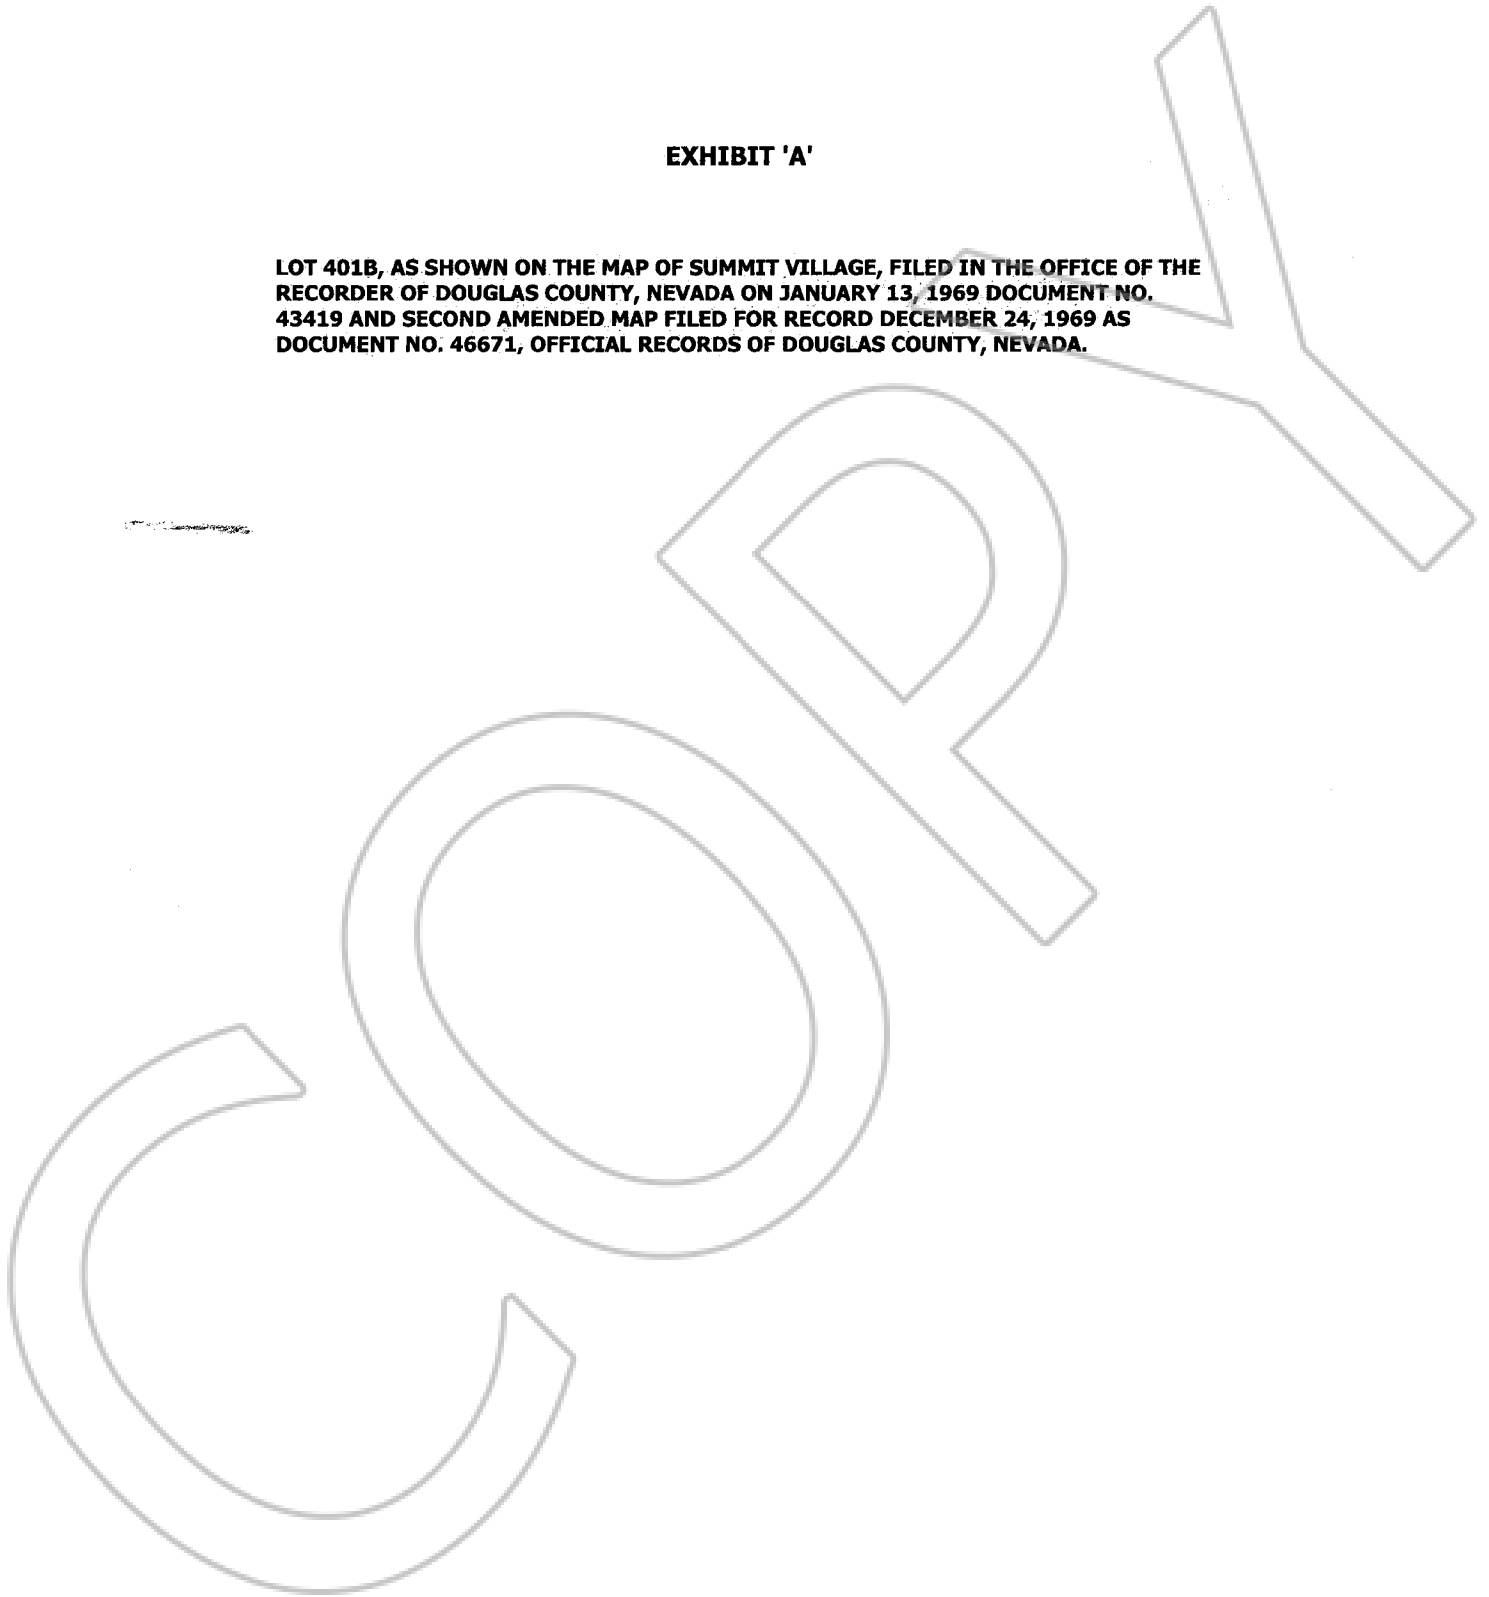 EXHIBIT 'A'
LOT 401B, AS SHOWN ON THE MAP OF SUMMIT VILLAGE, FILED IN THE OFFICE OF THE
RECORDER OF DOUGLAS COUNTY, NEVADA ON JANUARY 13, 1969 DOCUMENT NO.
43419 AND SECOND AMENDED MAP FILED FOR RECORD DECEMBER 24, 1969 AS
DOCUMENT NO. 46671, OFFICIAL RECORDS OF DOUGLAS COUNTY, NEVADA.
COPY